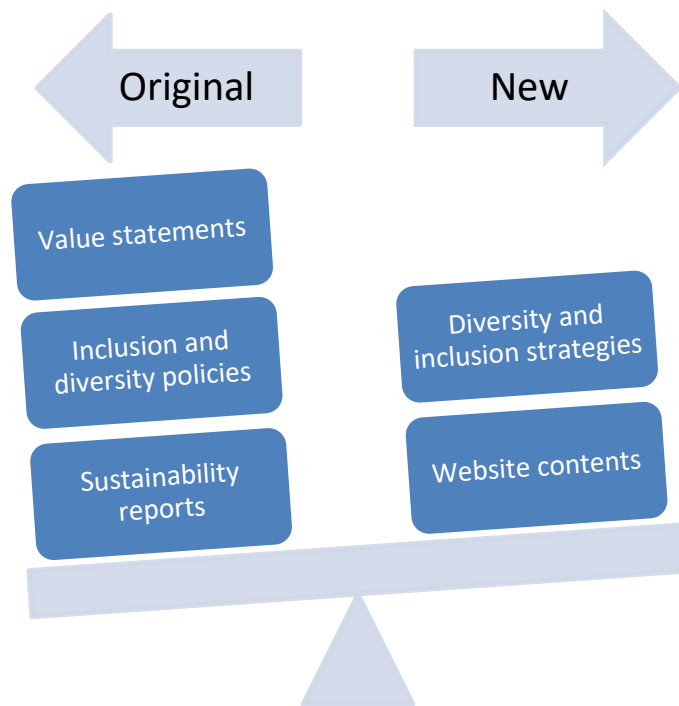 Original
New
Value statements
Inclusion and
diversity policies
Sustainability
reports
Diversity and
inclusion strategies
Website contents